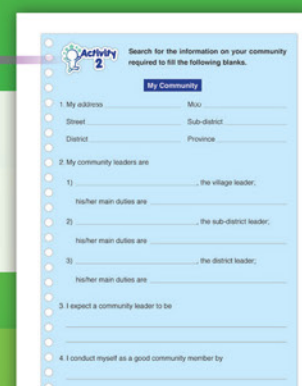 Activity 2
Search for the information on your community
required to fill the following blanks.
My Community
1. My address Moo
Street Sub-district
District Province
2. My community leaders are
1) , the village leader;
his/her main duties are
2) , the sub-district leader;
his/her main duties are
3) , the district leader;
his/her main duties are
3. I expect a community leader to be
4. I conduct myself as a good community member by